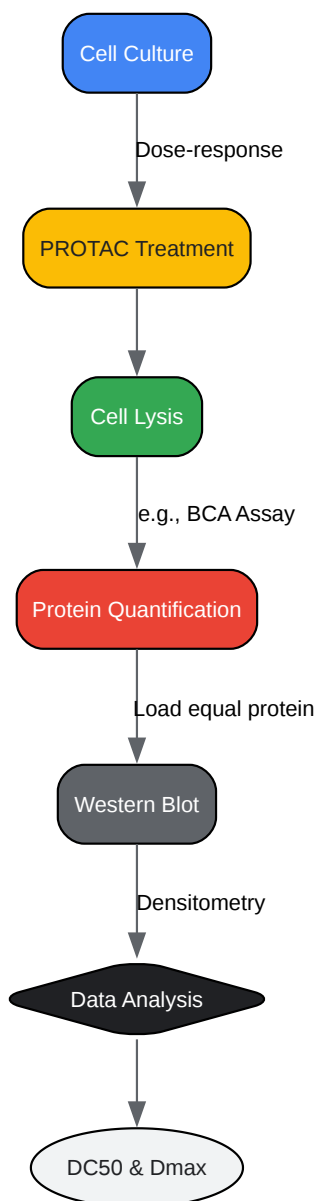 Cell Culture
Dose-response
PROTAC Treatment
Cell Lysis
e.g., BCA Assay
Protein Quantification
Load equal protein
Western Blot
Densitometry
Data Analysis
DC50 & Dmax